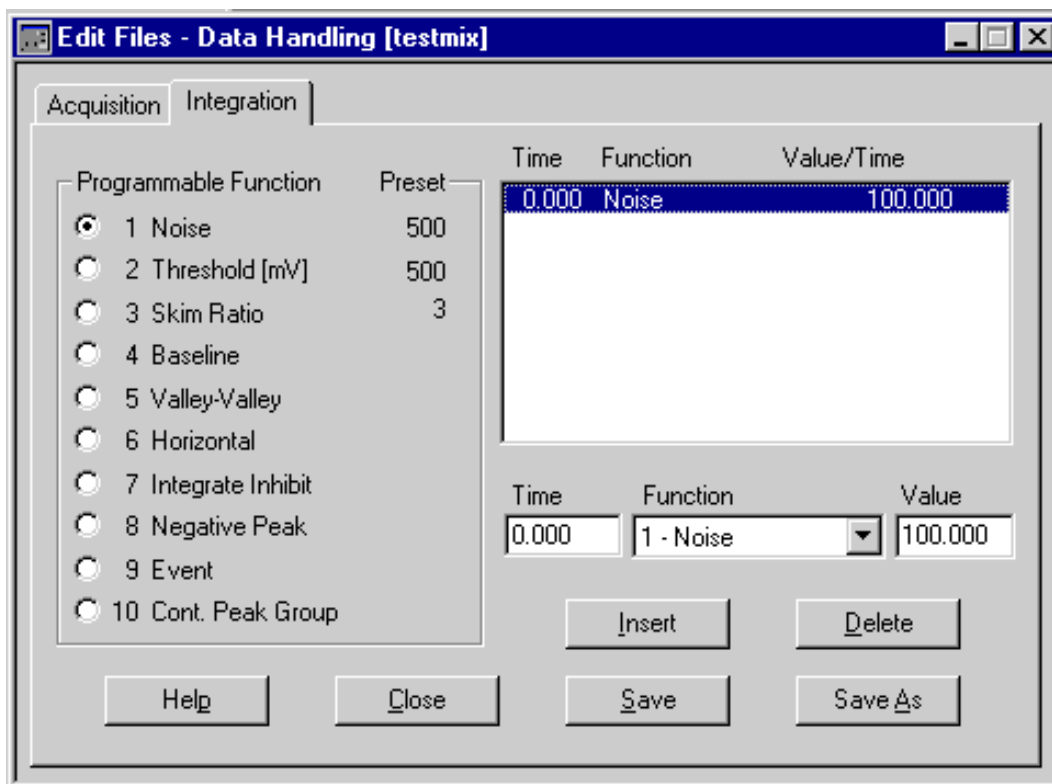 Edit Files - Data Handling [testmix]
Acquisition
Integration
Programmable Function Preset
1 Noise 500
2 Threshold [mV] 500
3 Skim Ratio 3
4 Baseline
5 Valley-Valley
6 Horizontal
7 Integrate Inhibit
8 Negative Peak
9 Event
10 Cont. Peak Group
Time Function Value/Time
0.000 Noise 100.000
Time Function Value
0.000 1 - Noise 100.000
Insert
Delete
Help
Close
Save
Save As